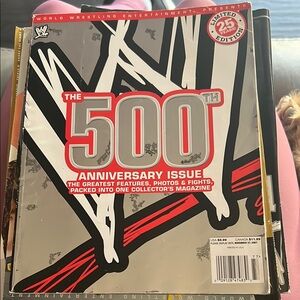 WORLD WRESTLING ENTERTAINMENT PRESENTS
LIMITED
25
EDITION
THE
500TH
ANNIVERSARY ISSUE
THE GREATEST FEATURES, PHOTOS & FIGHTS,
PACKED INTO ONE COLLECTOR'S MAGAZINE